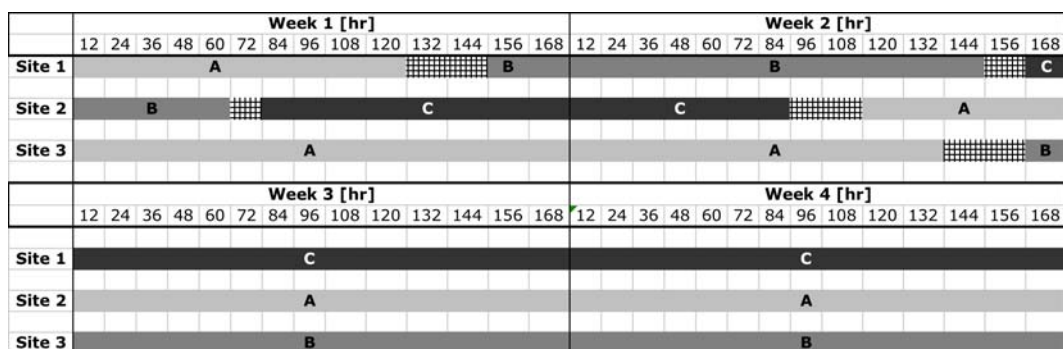 Week 1 [hr] Week 2 [hr]
12 24 36 48 60 72 84 96 108 120 132 144 156 168 12 24 36 48 60 72 84 96 108 120 132 144 156 168
Site 1 A B B C
Site 2 B C C A
Site 3 A A B
Week 3 [hr] Week 4 [hr]
12 24 36 48 60 72 84 96 108 120 132 144 156 168 12 24 36 48 60 72 84 96 108 120 132 144 156 168
Site 1 C C
Site 2 A A
Site 3 B B